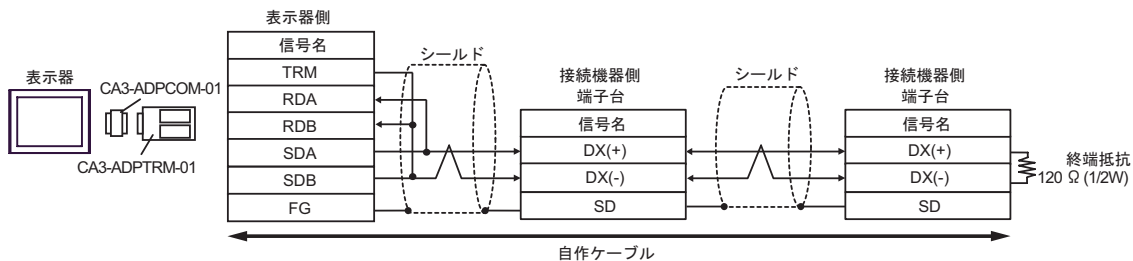 表示器
CA3-ADPCOM-01
CA3-ADPTRM-01
表示器側
信号名
TRM
RDA
RDB
SDA
SDB
FG
シールド
接続機器側
端子台
信号名
DX(+)
DX(-)
SD
シールド
接続機器側
端子台
信号名
DX(+)
DX(-)
SD
終端抵抗
120 Ω (1/2W)
自作ケーブル